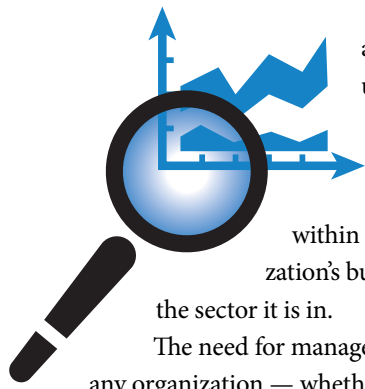 a
u
within
zation's bu
the sector it is in.
The need for manage
any organization — wheth